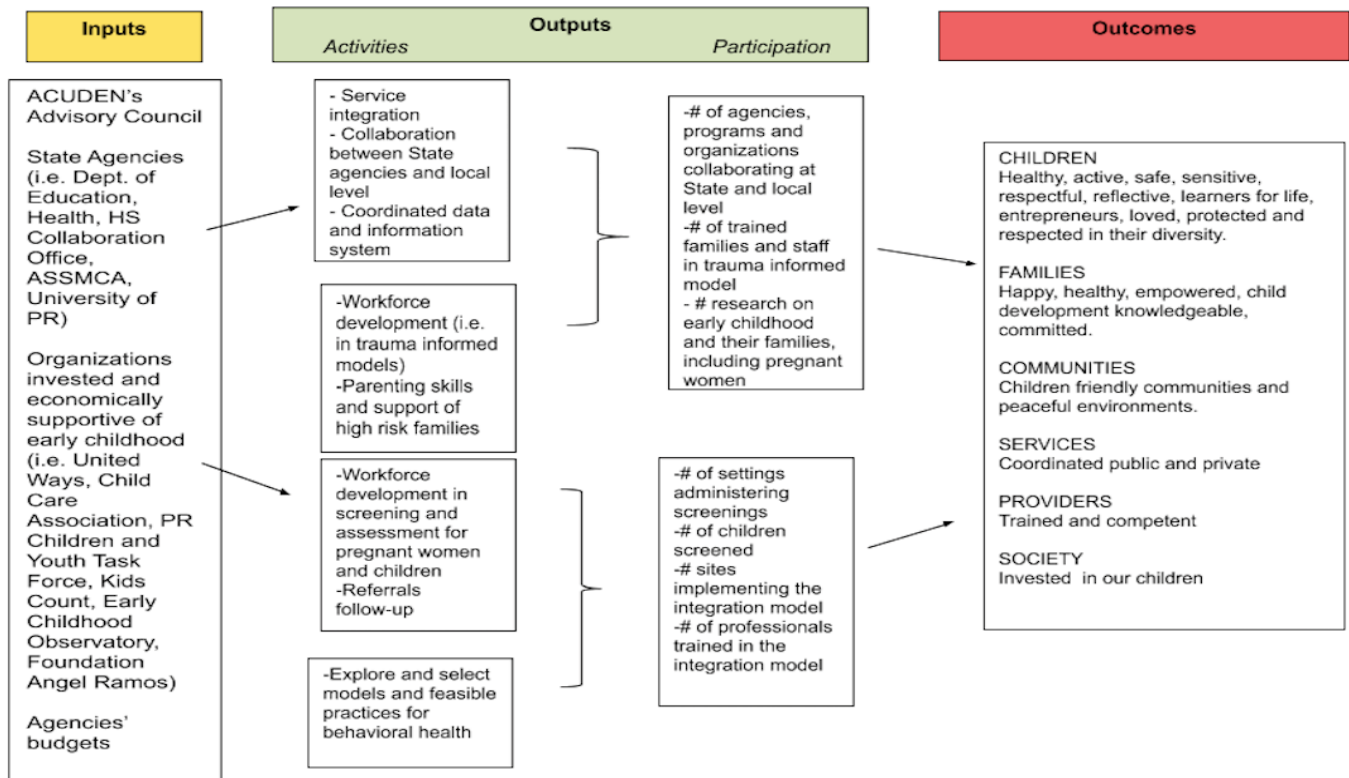 Inputs
Outputs
Activities
Participation
Outcomes
ACUDEN's
Advisory Council
State Agencies
(i.e. Dept. of
Education,
Health, HS
Collaboration
Office,
ASSMCA,
University of
PR)
Organizations
invested and
economically
supportive of
early childhood
(i.e. United
Ways, Child
Care
Association, PR
Children and
Youth Task
Force, Kids
Count, Early
Childhood
Observatory,
Foundation
Angel Ramos)
Agencies'
budgets
- Service
integration
- Collaboration
between State
agencies and local
level
- Coordinated data
and information
system
-Workforce
development (i.e.
in trauma informed
models)
-Parenting skills
and support of
high risk families
-Workforce
development in
screening and
assessment for
pregnant women
and children
-Referrals
follow-up
-Explore and select
models and feasible
practices for
behavioral health
-# of agencies,
programs and
organizations
collaborating at
State and local
level
-# of trained
families and staff
in trauma informed
model
- # research on
early childhood
and their families,
including pregnant
women
-# of settings
administering
screenings
-# of children
screened
-# sites
implementing the
integration model
-# of professionals
trained in the
integration model
CHILDREN
Healthy, active, safe, sensitive,
respectful, reflective, learners for life,
entrepreneurs, loved, protected and
respected in their diversity.
FAMILIES
Happy, healthy, empowered, child
development knowledgeable,
committed.
COMMUNITIES
Children friendly communities and
peaceful environments.
SERVICES
Coordinated public and private
PROVIDERS
Trained and competent
SOCIETY
Invested in our children